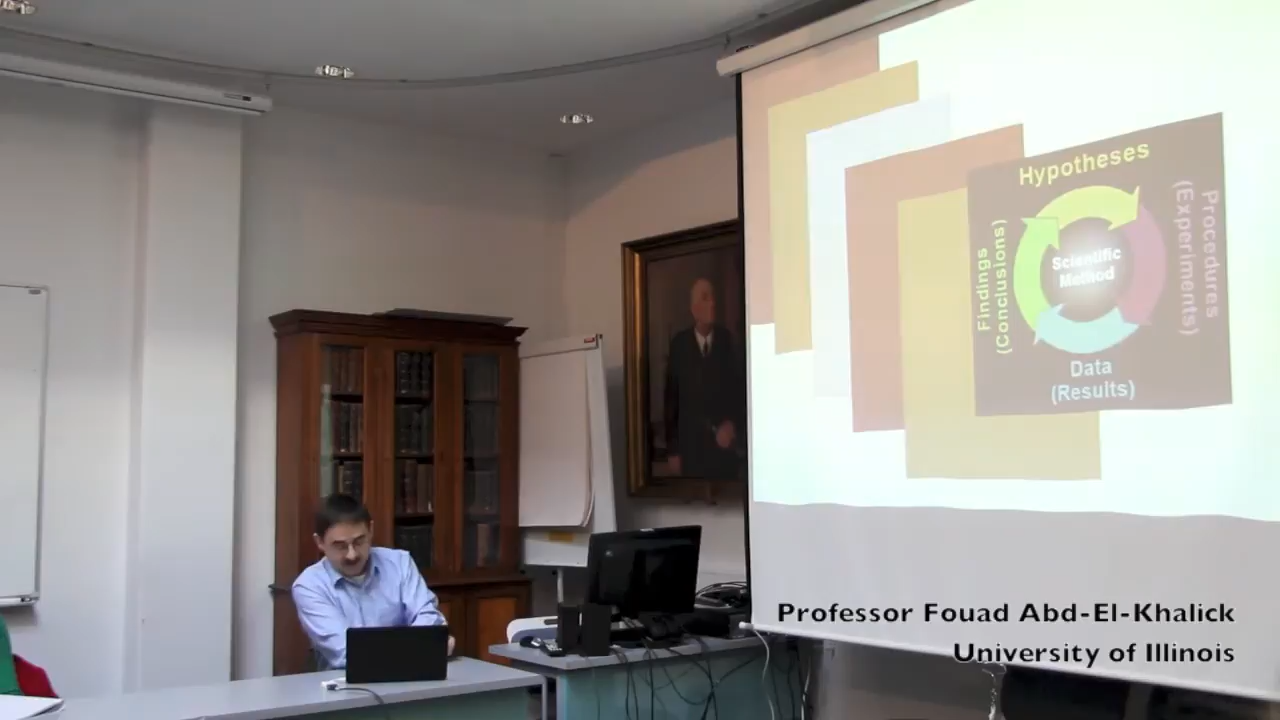 Hypotheses
Procedures
(Experiments)
Scientific
Method
Findings
(Conclusions)
Data
(Results)
Professor Fouad Abd-El-Khalick
University of Illinois